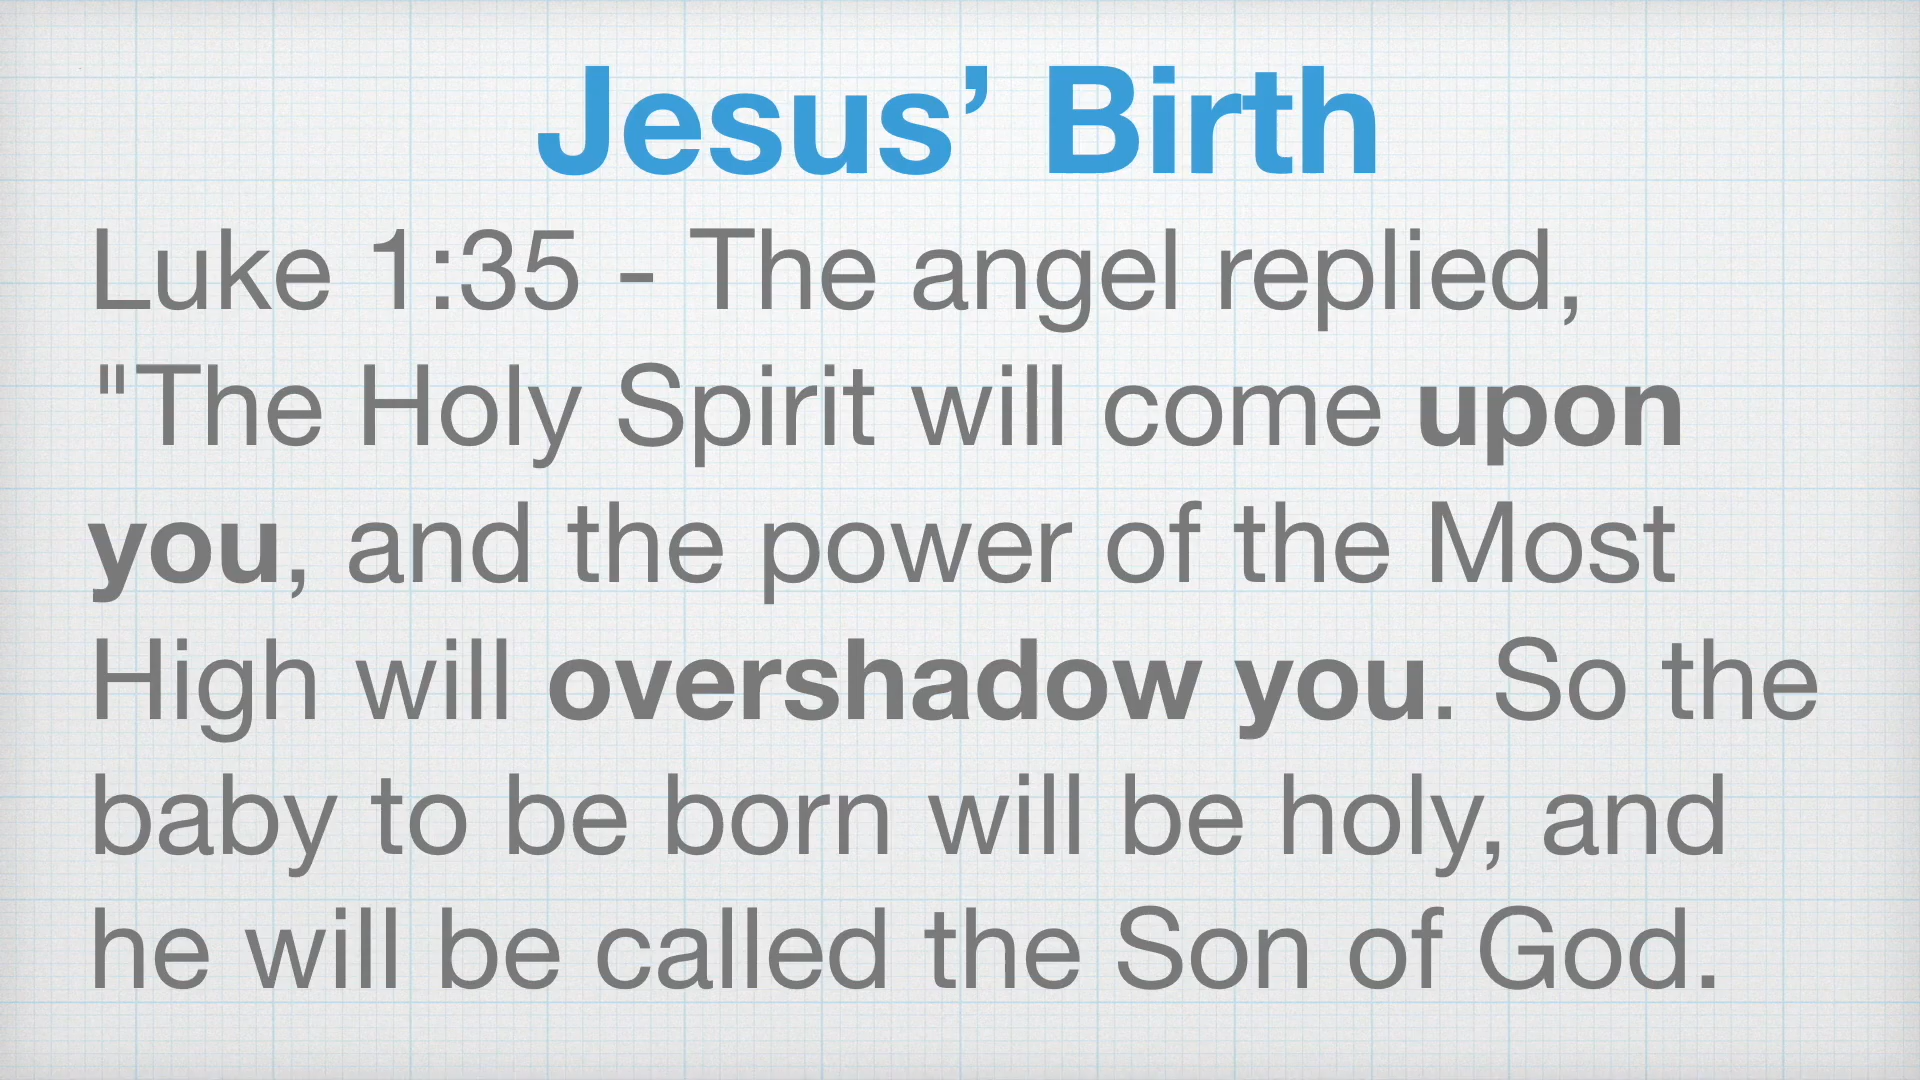 Jesus’ Birth
Luke 1:35 - The angel replied,
"The Holy Spirit will come upon
you, and the power of the Most
High will overshadow you. So the
baby to be born will be holy, and
he will be called the Son of God.